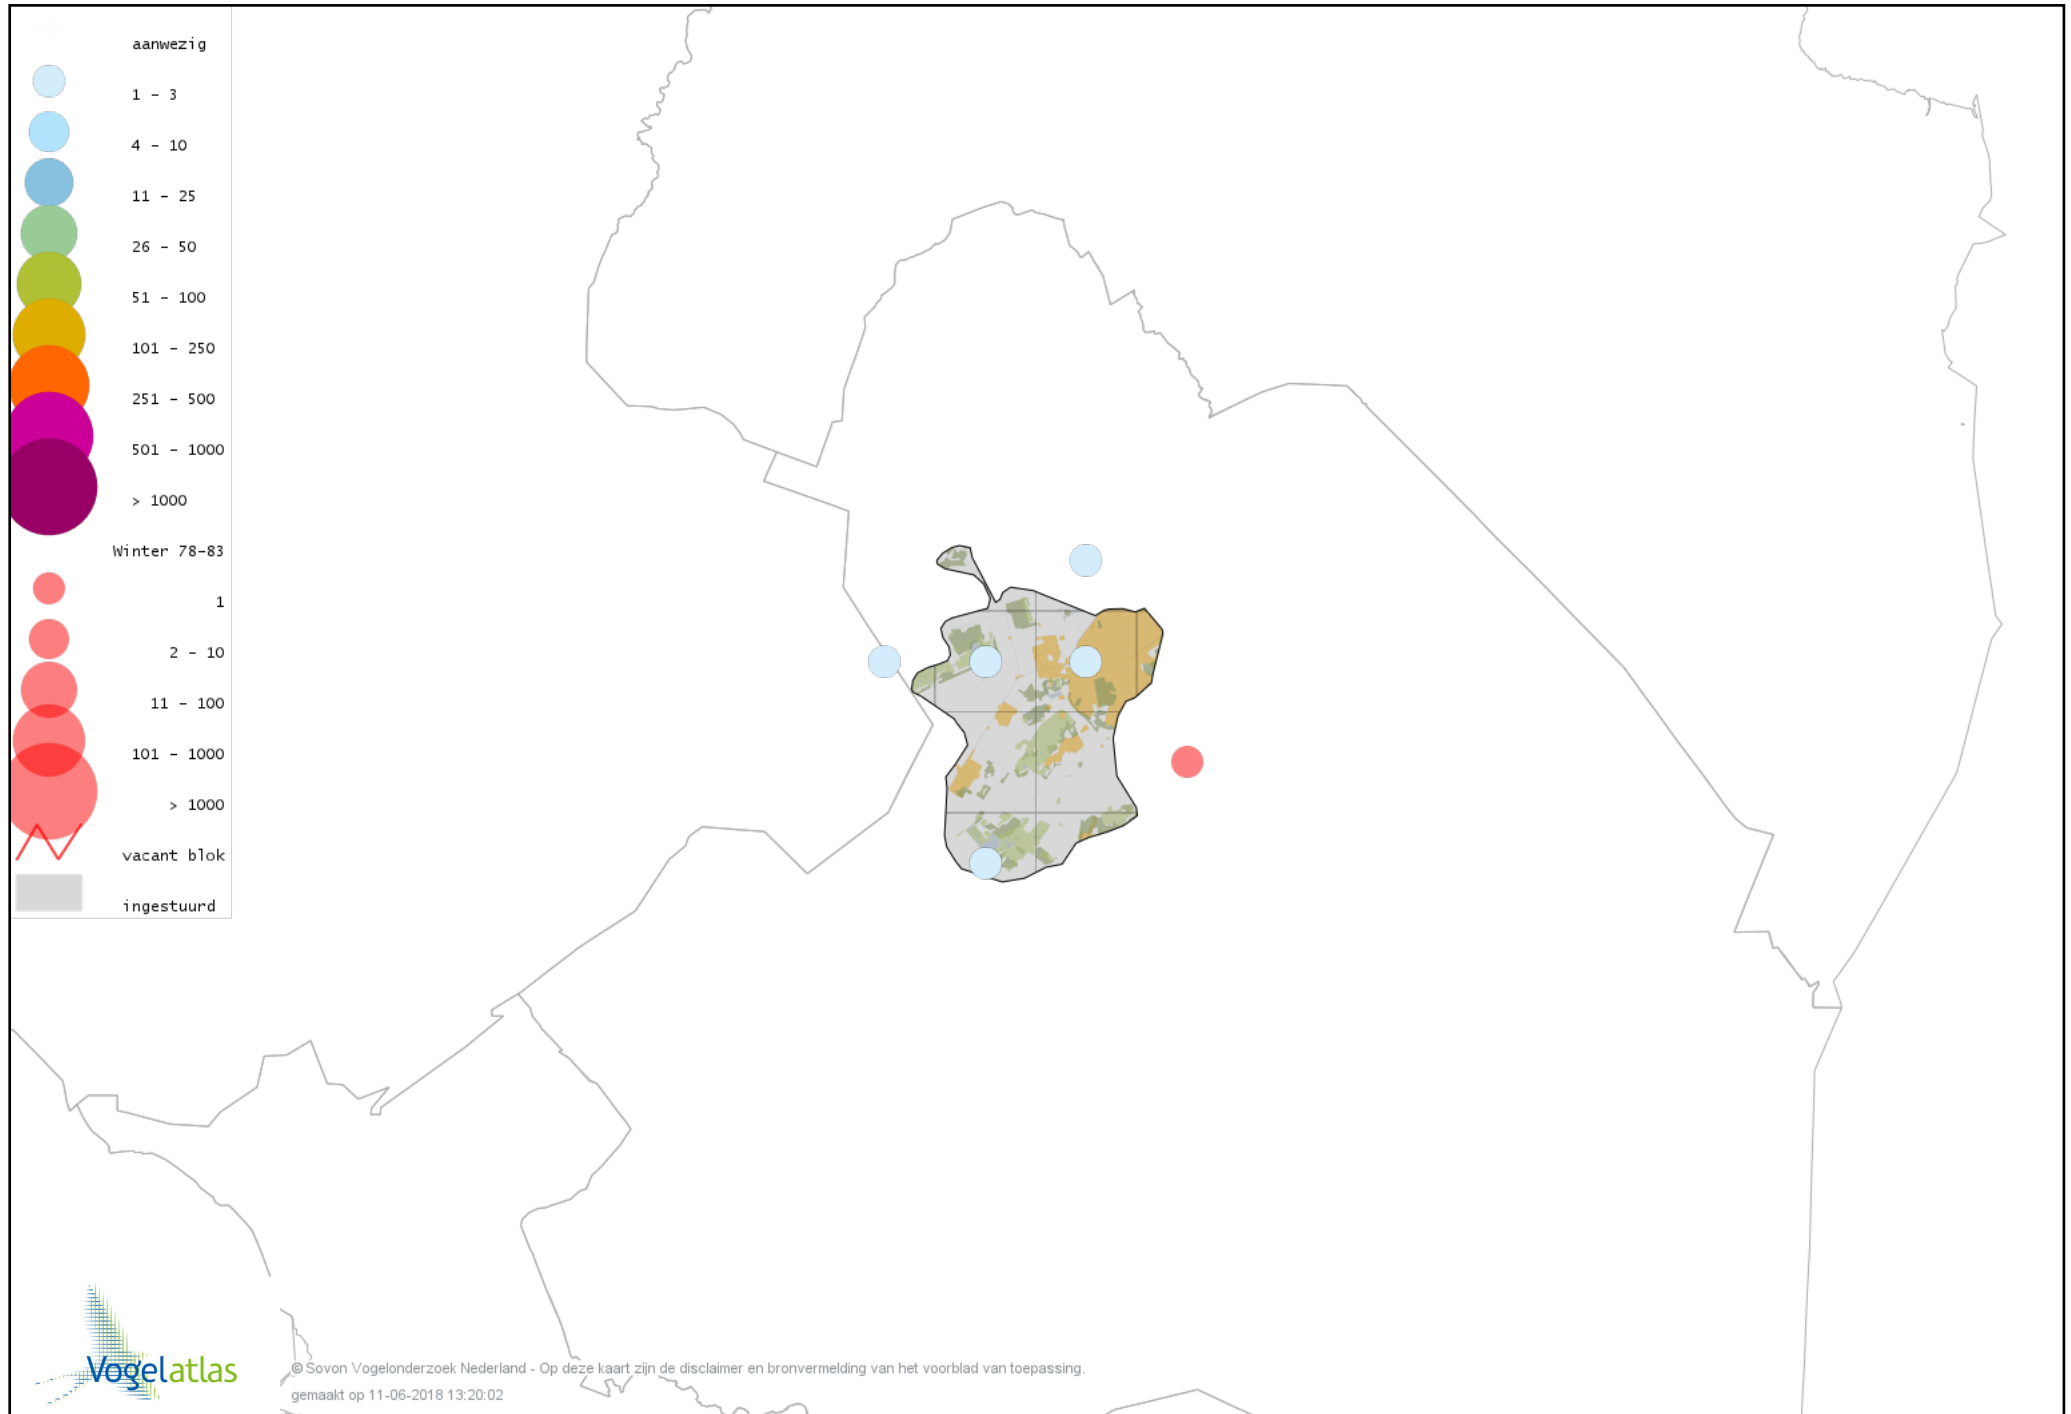 aanwezig
1 - 3
4 - 10
11 - 25
26 - 50
51 - 100
101 - 250
251 - 500
501 - 1000
> 1000
Winter 78-83
1
2 - 10
11 - 100
101 - 1000
> 1000
vacant blok
ingestuurd
Vogelatlas
© Sovon Vogelonderzoek Nederland - Op deze kaart zijn de disclaimer en bronvermelding van het voorblad van toepassing.
gemaakt op 11-06-2018 13:20:02